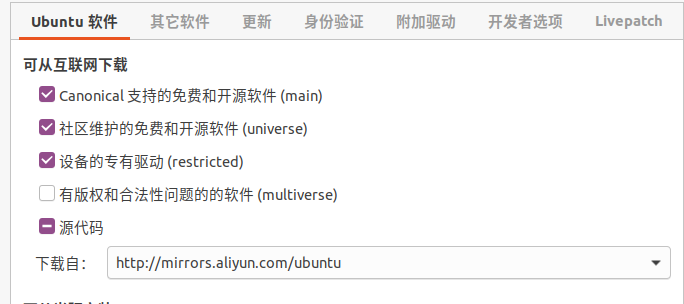 Ubuntu 软件 其它软件 更新 身份验证 附加驱动 开发者选项 Livepatch
可从互联网下载
Canonical 支持的免费和开源软件 (main)
社区维护的免费和开源软件 (universe)
设备的专有驱动 (restricted)
有版权和合法性问题的的软件 (multiverse)
源代码
下载自： http://mirrors.aliyun.com/ubuntu